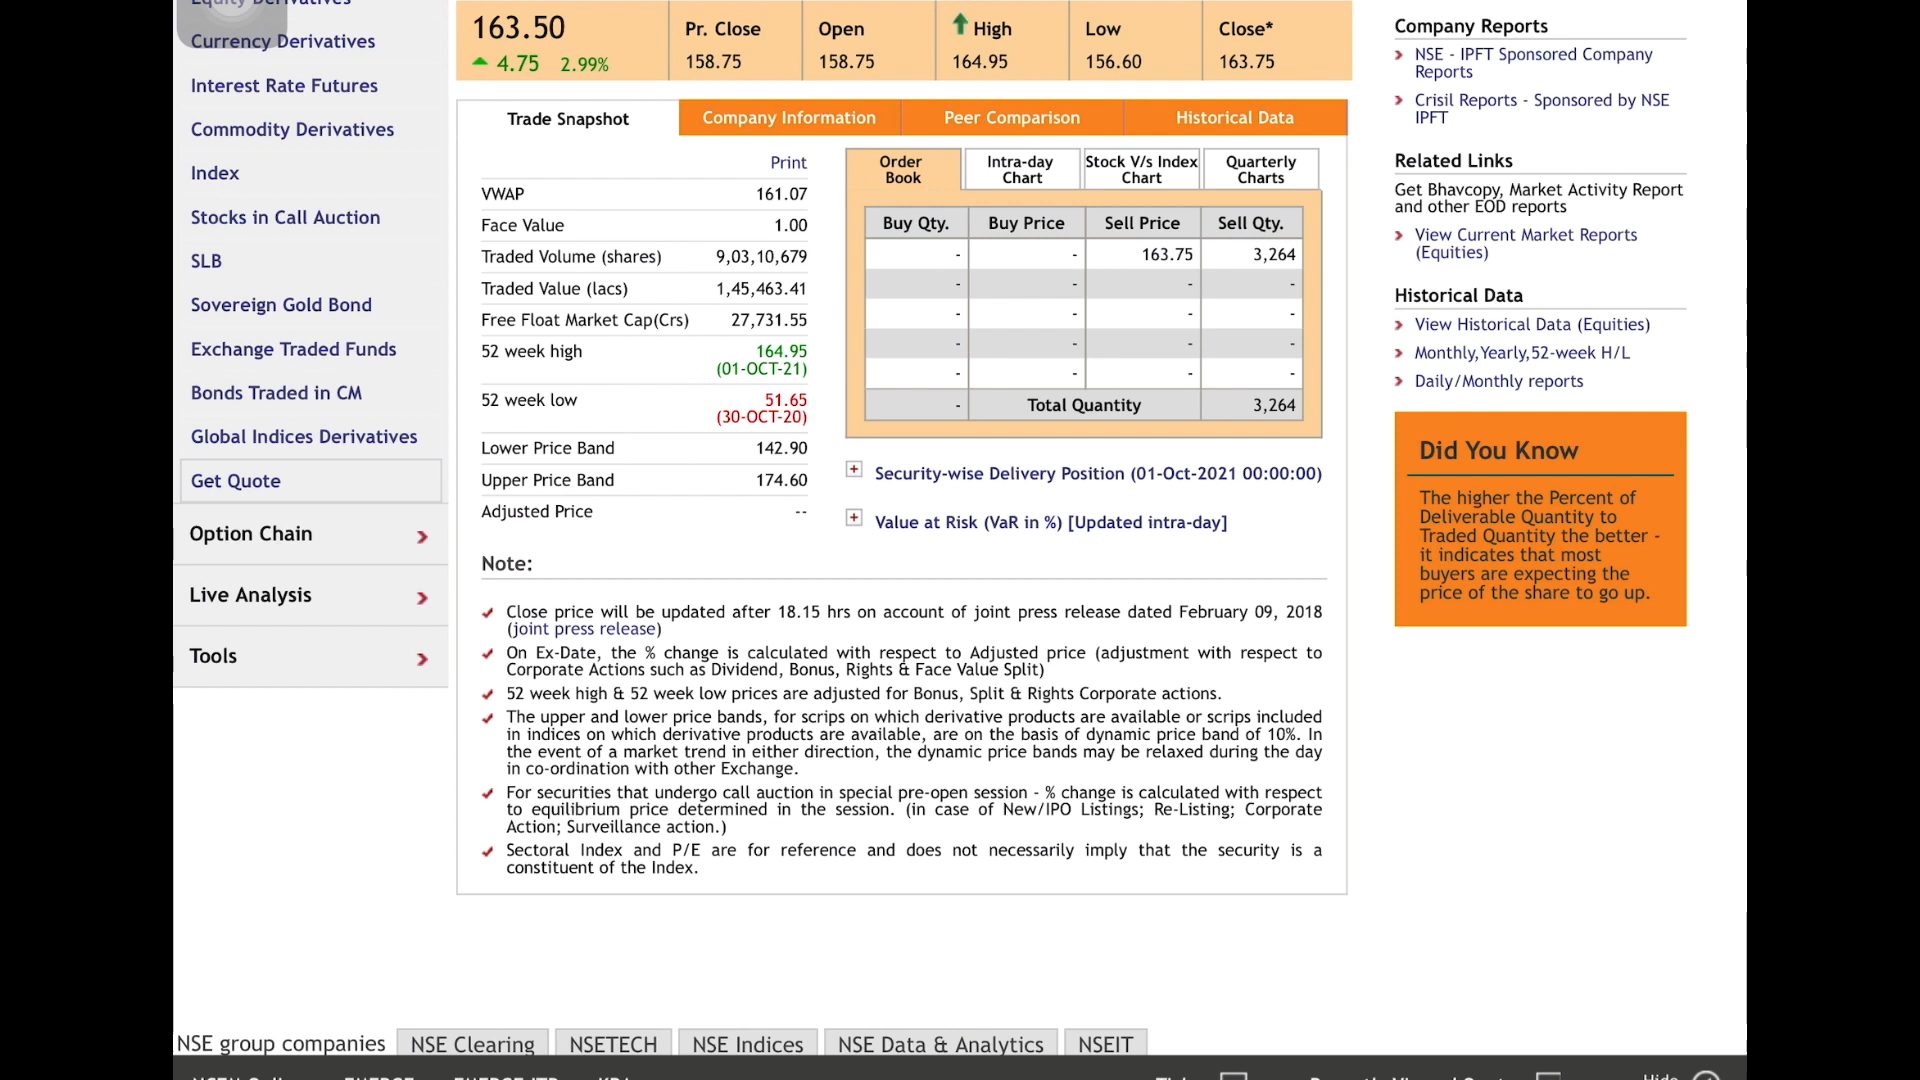 Equity Derivatives
Currency Derivatives
Interest Rate Futures
Commodity Derivatives
Index
Stocks in Call Auction
SLB
Sovereign Gold Bond
Exchange Traded Funds
Bonds Traded in CM
Global Indices Derivatives
Get Quote
Option Chain
Live Analysis
Tools
163.50
4.75 2.99%
Pr. Close
158.75
Open
158.75
High
164.95
Low
156.60
Close*
163.75
Trade Snapshot
Company Information
Peer Comparison
Historical Data
Print
VWAP 161.07
Face Value 1.00
Traded Volume (shares) 9,03,10,679
Traded Value (lacs) 1,45,463.41
Free Float Market Cap(Crs) 27,731.55
52 week high 164.95
(01-OCT-21)
52 week low 51.65
(30-OCT-20)
Lower Price Band 142.90
Upper Price Band 174.60
Adjusted Price --
Order
Book
Intra-day
Chart
Stock V/s Index
Chart
Quarterly
Charts
Buy Qty. Buy Price Sell Price Sell Qty.
- - 163.75 3,264
- - - -
- - - -
- - - -
- - - -
- Total Quantity 3,264
Security-wise Delivery Position (01-Oct-2021 00:00:00)
Value at Risk (VaR in %) [Updated intra-day]
Note:
Close price will be updated after 18.15 hrs on account of joint press release dated February 09, 2018
(joint press release)
On Ex-Date, the % change is calculated with respect to Adjusted price (adjustment with respect to
Corporate Actions such as Dividend, Bonus, Rights & Face Value Split)
52 week high & 52 week low prices are adjusted for Bonus, Split & Rights Corporate actions.
The upper and lower price bands, for scrips on which derivative products are available or scrips included
in indices on which derivative products are available, are on the basis of dynamic price band of 10%. In
the event of a market trend in either direction, the dynamic price bands may be relaxed during the day
in co-ordination with other Exchange.
For securities that undergo call auction in special pre-open session - % change is calculated with respect
to equilibrium price determined in the session. (in case of New/IPO Listings; Re-Listing; Corporate
Action; Surveillance action.)
Sectoral Index and P/E are for reference and does not necessarily imply that the security is a
constituent of the Index.
Company Reports
NSE - IPFT Sponsored Company
Reports
Crisil Reports - Sponsored by NSE
IPFT
Related Links
Get Bhavcopy, Market Activity Report
and other EOD reports
View Current Market Reports
(Equities)
Historical Data
View Historical Data (Equities)
Monthly,Yearly,52-week H/L
Daily/Monthly reports
Did You Know
The higher the Percent of
Deliverable Quantity to
Traded Quantity the better -
it indicates that most
buyers are expecting the
price of the share to go up.
NSE group companies
NSE Clearing
NSETECH
NSE Indices
NSE Data & Analytics
NSEIT
Hide